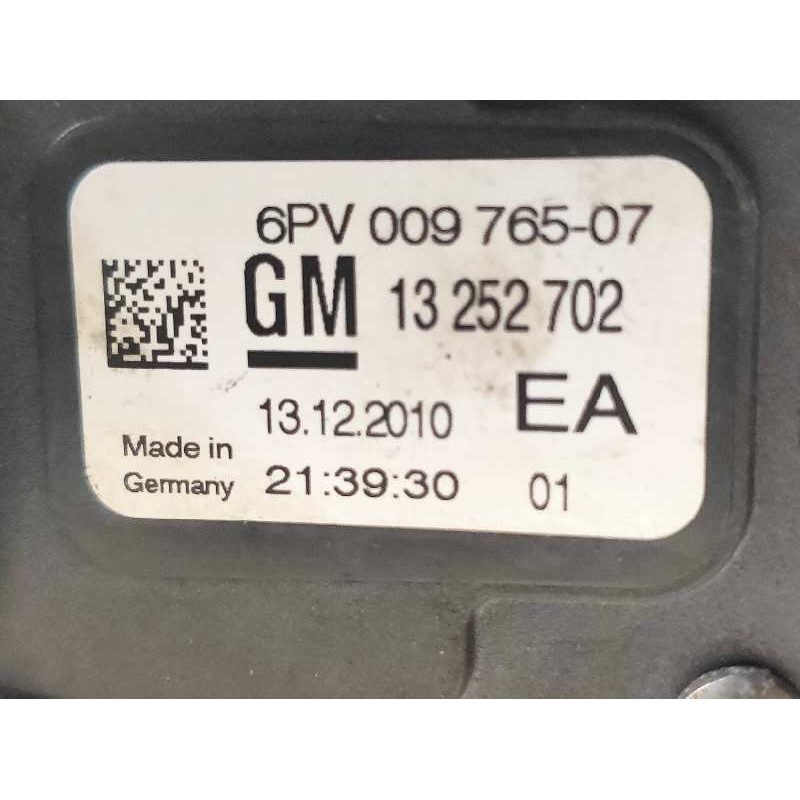 6PV 009 765-07
GM 13 252 702
13.12.2010 EA
Made in
Germany 21:39:30 01